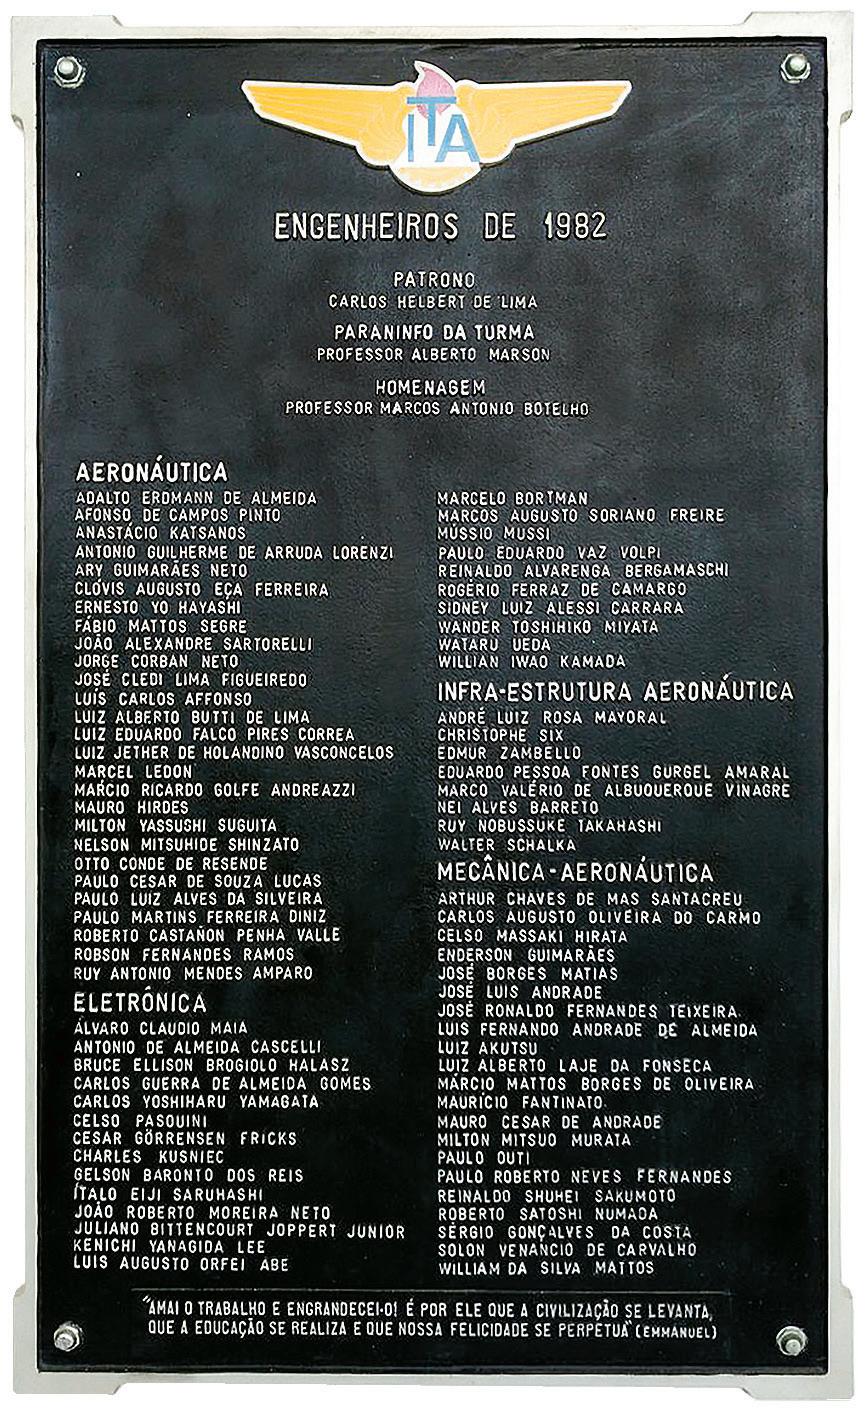 ITA
ENGENHEIROS DE 1982
PATRONO
CARLOS HELBERT DE LIMA
PARANINFO DA TURMA
PROFESSOR ALBERTO MARSON
HOMENAGEM
PROFESSOR MARCOS ANTONIO BOTELHO
AERONÁUTICA
ADALTO ERDMANN DE ALMEIDA
AFONSO DE CAMPOS PINTO
ANASTÁCIO KATSANOS
ANTONIO GUILHERME DE ARRUDA LORENZI
ARY GUIMARÃES NETO
CLÓVIS AUGUSTO EÇA FERREIRA
ERNESTO YO HAYASHI
FÁBIO MATTOS SEGRE
JOÃO ALEXANDRE SARTORELLI
JORGE CORBAN NETO
JOSÉ CLEDI LIMA FIGUEIREDO
LUÍS CARLOS AFFONSO
LUIZ ALBERTO BUTTI DE LIMA
LUIZ EDUARDO FALCO PIRES CORREA
LUIZ JETHER DE HOLANDINO VASCONCELOS
MARCEL LEDON
MÁRCIO RICARDO GOLFE ANDREAZZI
MAURO HIRDES
MILTON YASSUSHI SUGUITA
NELSON MITSUHIDE SHINZATO
OTTO CONDE DE RESENDE
PAULO CESAR DE SOUZA LUCAS
PAULO LUIZ ALVES DA SILVEIRA
PAULO MARTINS FERREIRA DINIZ
ROBERTO CASTAÑON PENHA VALLE
ROBSON FERNANDES RAMOS
RUY ANTONIO MENDES AMPARO
ELETRÔNICA
ÁLVARO CLAUDIO MAIA
ANTONIO DE ALMEIDA CASCELLI
BRUCE ELLISON BROGIOLO HALASZ
CARLOS GUERRA DE ALMEIDA GOMES
CARLOS YOSHIHARU YAMAGATA
CELSO PASQUINI
CESAR GÖRRENSEN FRICKS
CHARLES KUSNIEC
GELSON BARONTO DOS REIS
ÍTALO EIJI SARUHASHI
JOÃO ROBERTO MOREIRA NETO
JULIANO BITTENCOURT JOPPERT JUNIOR
KENICHI YANAGIDA LEE
LUIS AUGUSTO ORFEI ABE
MARCELO BORTMAN
MARCOS AUGUSTO SORIANO FREIRE
MÚSSIO MUSSI
PAULO EDUARDO VAZ VOLPI
REINALDO ALVARENGA BERGAMASCHI
ROGÉRIO FERRAZ DE CAMARGO
SIDNEY LUIZ ALESSI CARRARA
WANDER TOSHIHIKO MIYATA
WATARU UEDA
WILLIAN IWAO KAMADA
INFRA-ESTRUTURA AERONÁUTICA
ANDRÉ LUIZ ROSA MAYORAL
CHRISTOPHE SIX
EDMUR ZAMBELLO
EDUARDO PESSOA FONTES GURGEL AMARAL
MARCO VALÉRIO DE ALBUQUERQUE VINAGRE
NEI ALVES BARRETO
RUY NOBUSSUKE TAKAHASHI
WALTER SCHALKA
MECÂNICA-AERONÁUTICA
ARTHUR CHAVES DE MAS SANTACREU
CARLOS AUGUSTO OLIVEIRA DO CARMO
CELSO MASSAKI HIRATA
ENDERSON GUIMARÃES
JOSÉ BORGES MATIAS
JOSÉ LUIS ANDRADE
JOSÉ RONALDO FERNANDES TEIXEIRA
LUIS FERNANDO ANDRADE DE ALMEIDA
LUIZ AKUTSU
LUIZ ALBERTO LAJE DA FONSECA
MÁRCIO MATTOS BORGES DE OLIVEIRA
MAURÍCIO FANTINATO
MAURO CESAR DE ANDRADE
MILTON MITSUO MURATA
PAULO OUTI
PAULO ROBERTO NEVES FERNANDES
REINALDO SHUHEI SAKUMOTO
ROBERTO SATOSHI NUMADA
SÉRGIO GONÇALVES DA COSTA
SOLON VENÂNCIO DE CARVALHO
WILLIAM DA SILVA MATTOS
"AMAI O TRABALHO E ENGRANDECEI-O! É POR ELE QUE A CIVILIZAÇÃO SE LEVANTA,
QUE A EDUCAÇÃO SE REALIZA E QUE NOSSA FELICIDADE SE PERPETUA" (EMMANUEL)